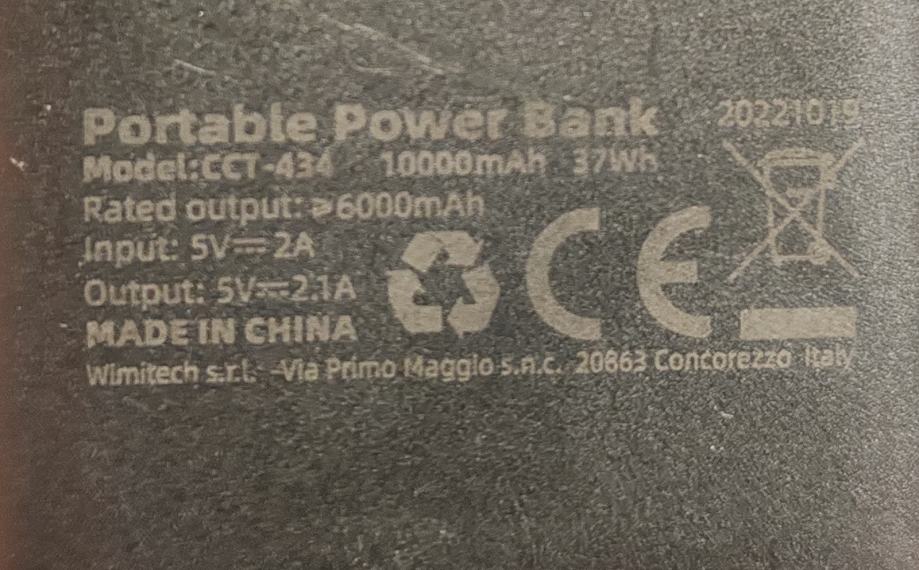 Portable Power Bank 20221019
Model:CCT-434 10000mAh 37Wh
Rated output: ≥6000mAh
Input: 5V⎓2A
Output: 5V⎓2.1A
MADE IN CHINA
CE
Wimitech s.r.l. -Via Primo Maggio s.n.c. 20863 Concorezzo Italy